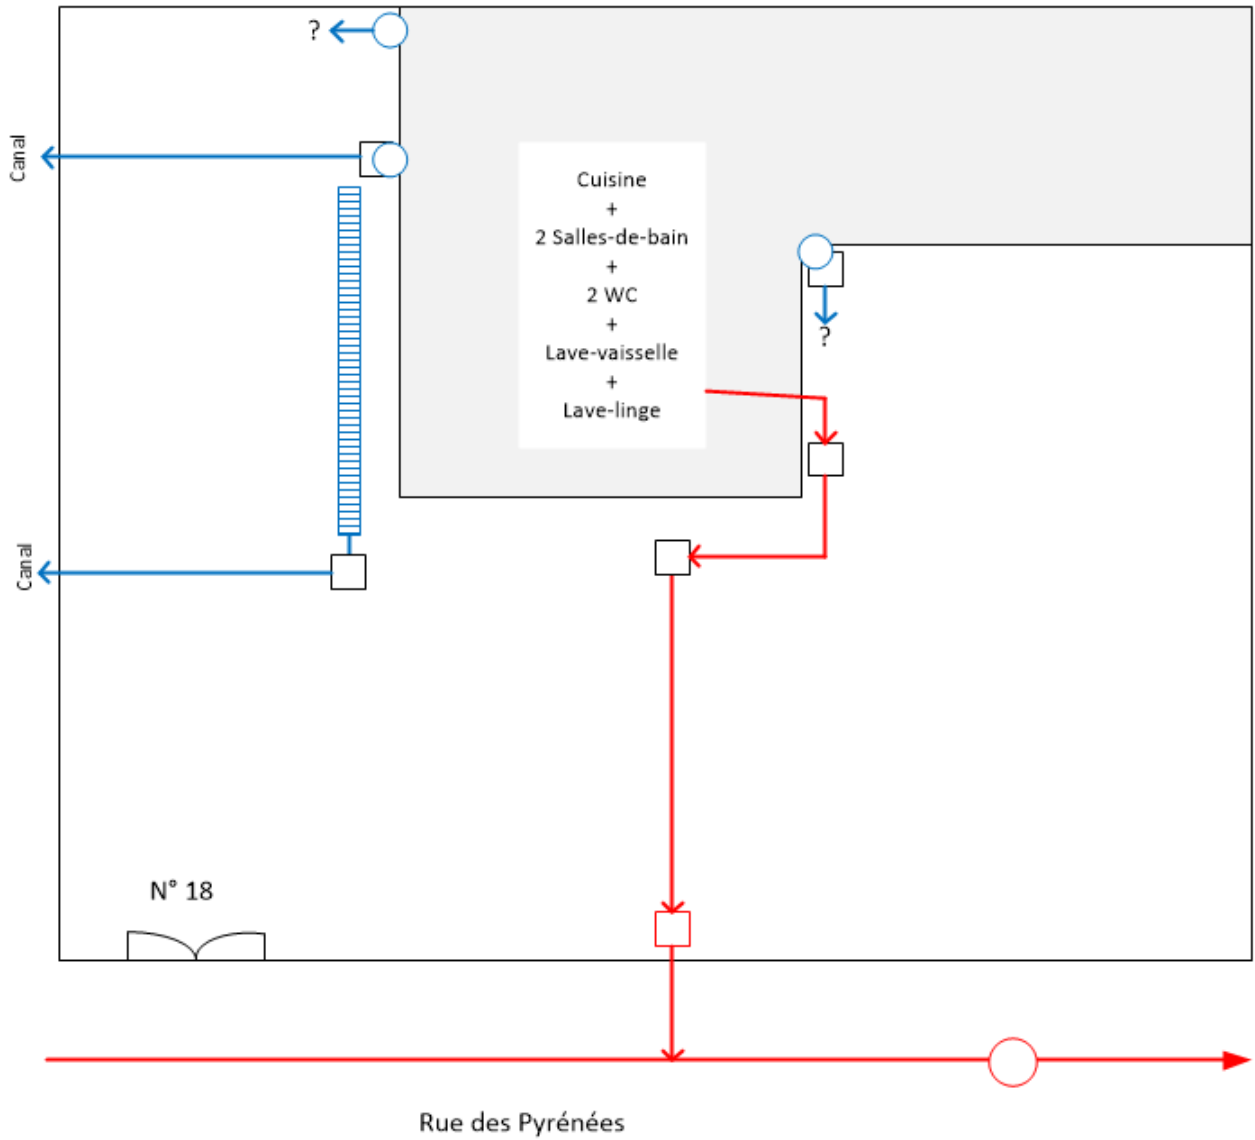 ?
Canal
Cuisine
+
2 Salles-de-bain
+
2 WC
+
Lave-vaisselle
+
Lave-linge
?
Canal
N° 18
Rue des Pyrénées